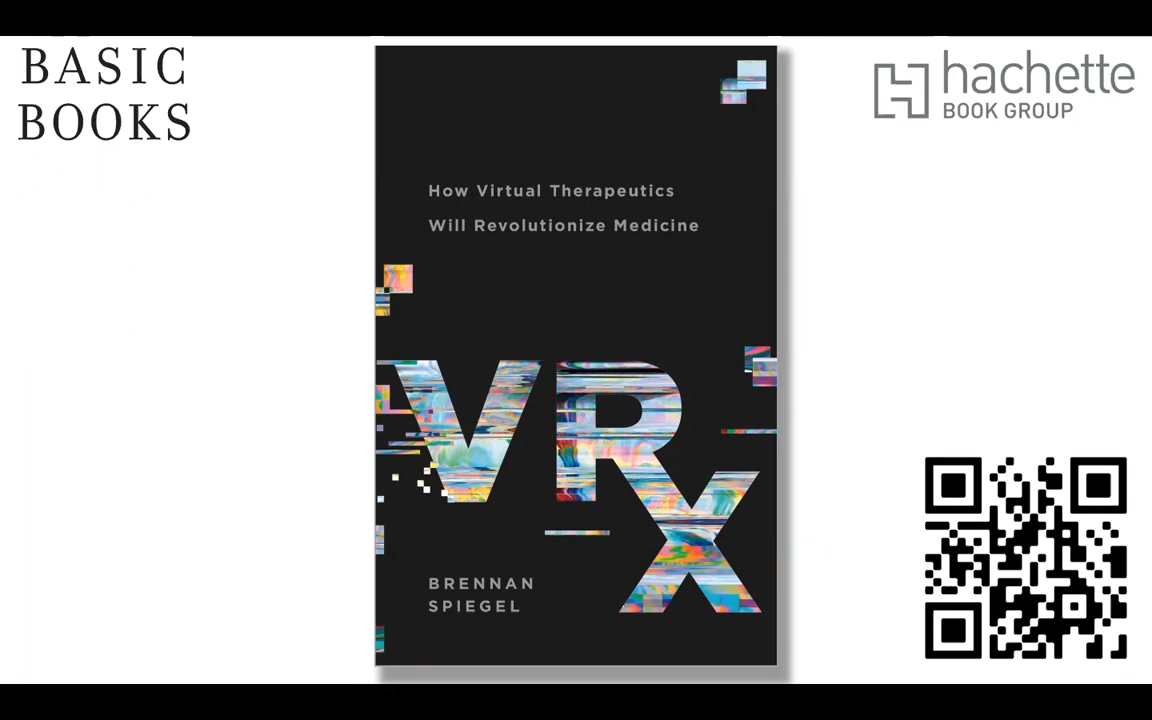 BASIC
BOOKS
hachette
BOOK GROUP
How Virtual Therapeutics
Will Revolutionize Medicine
VRX
BRENNAN
SPIEGEL